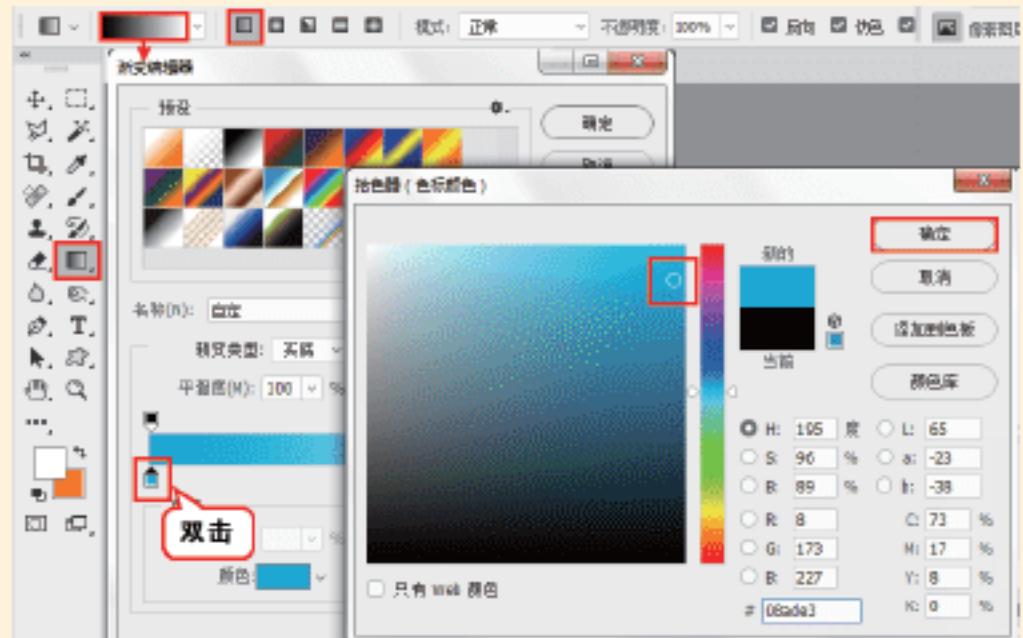 模式: 正常 不透明度: 100% 反向 仿色
渐变编辑器
预设
确定
拾色器 ( 色标颜色 )
确定
新的
取消
添加到色板
当前
颜色库
名称(N): 自定
渐变类型: 实底
平滑度(M): 100 %
H: 195 度 L: 65
S: 96 % a: -23
B: 89 % b: -38
R: 8 C: 73 %
G: 173 M: 17 %
B: 227 Y: 8 %
# 08ade3 K: 0 %
双击
%
颜色:
只有 Web 颜色